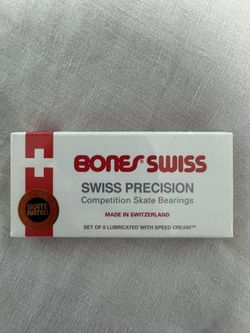 BONES® SWISS
SWISS PRECISION
Competition Skate Bearings
MADE IN SWITZERLAND
SKATE
RATED
SET OF 8 LUBRICATED WITH SPEED CREAM™